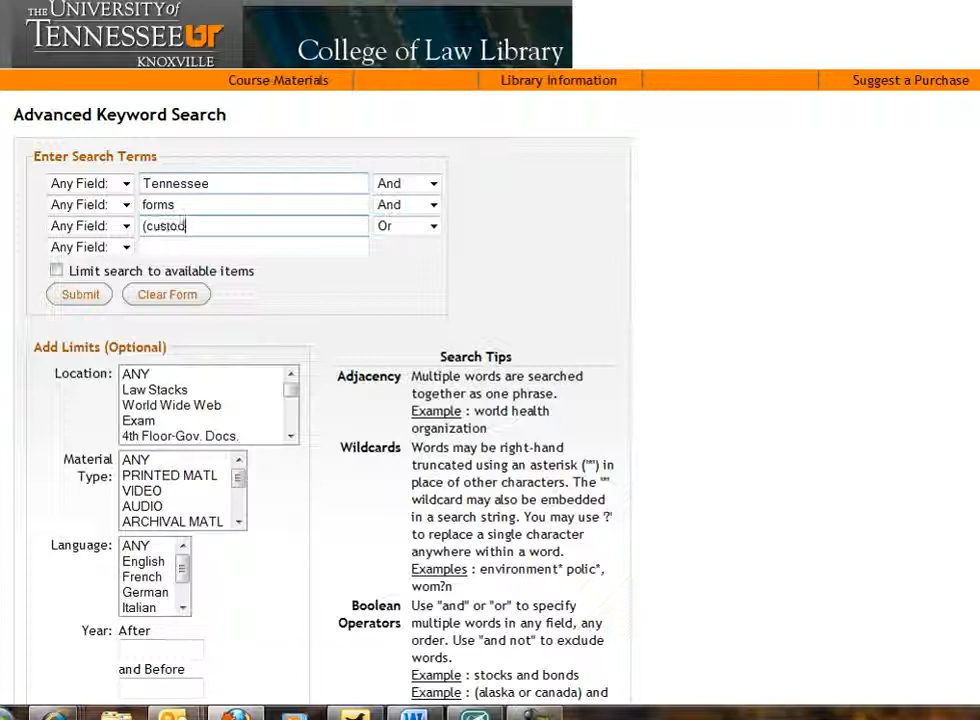 THE UNIVERSITY of
TENNESSEE UT
KNOXVILLE
College of Law Library
Course Materials
Library Information
Suggest a Purchase
Advanced Keyword Search
Enter Search Terms
Any Field: Tennessee And
Any Field: forms And
Any Field: (custod Or
Any Field:
Limit search to available items
Submit Clear Form
Add Limits (Optional)
Location: ANY
Law Stacks
World Wide Web
Exam
4th Floor-Gov. Docs.
Material Type: ANY
PRINTED MATL
VIDEO
AUDIO
ARCHIVAL MATL
Language: ANY
English
French
German
Italian
Year: After
and Before
Search Tips
Adjacency Multiple words are searched
together as one phrase.
Example : world health
organization
Wildcards Words may be right-hand
truncated using an asterisk ("*") in
place of other characters. The "*"
wildcard may also be embedded
in a search string. You may use ?'
to replace a single character
anywhere within a word.
Examples : environment* polic*,
wom?n
Boolean Use "and" or "or" to specify
Operators multiple words in any field, any
order. Use "and not" to exclude
words.
Example : stocks and bonds
Example : (alaska or canada) and